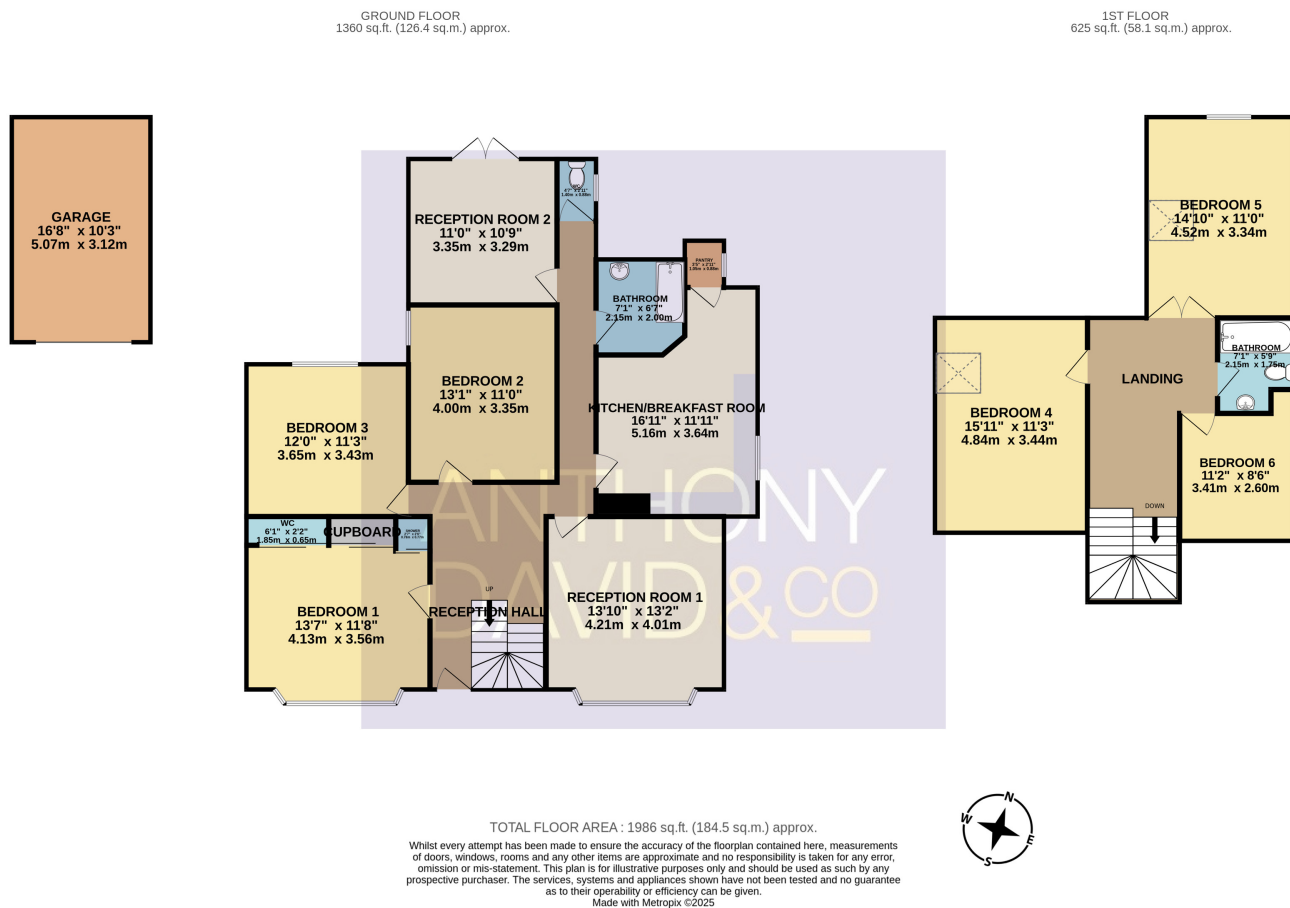 GROUND FLOOR
1360 sq.ft. (126.4 sq.m.) approx.
1ST FLOOR
625 sq.ft. (58.1 sq.m.) approx.
GARAGE
16'8" x 10'3"
5.07m x 3.12m
RECEPTION ROOM 2
11'0" x 10'9"
3.35m x 3.29m
PANTRY
BATHROOM
7'1" x 6'7"
2.15m x 2.00m
BEDROOM 2
13'1" x 11'0"
4.00m x 3.35m
KITCHEN/BREAKFAST ROOM
16'11" x 11'11"
5.16m x 3.64m
BEDROOM 3
12'0" x 11'3"
3.65m x 3.43m
WC
6'1" x 2'2"
1.85m x 0.65m
CUPBOARD
SHOWER
BEDROOM 1
13'7" x 11'8"
4.13m x 3.56m
UP
RECEPTION HALL
RECEPTION ROOM 1
13'10" x 13'2"
4.21m x 4.01m
BEDROOM 5
14'10" x 11'0"
4.52m x 3.34m
BATHROOM
7'1" x 5'9"
2.15m x 1.75m
LANDING
BEDROOM 4
15'11" x 11'3"
4.84m x 3.44m
BEDROOM 6
11'2" x 8'6"
3.41m x 2.60m
DOWN
ANTHONY
DAVID&CO
N
W
E
S
TOTAL FLOOR AREA : 1986 sq.ft. (184.5 sq.m.) approx.
Whilst every attempt has been made to ensure the accuracy of the floorplan contained here, measurements
of doors, windows, rooms and any other items are approximate and no responsibility is taken for any error,
omission or mis-statement. This plan is for illustrative purposes only and should be used as such by any
prospective purchaser. The services, systems and appliances shown have not been tested and no guarantee
as to their operability or efficiency can be given.
Made with Metropix ©2025